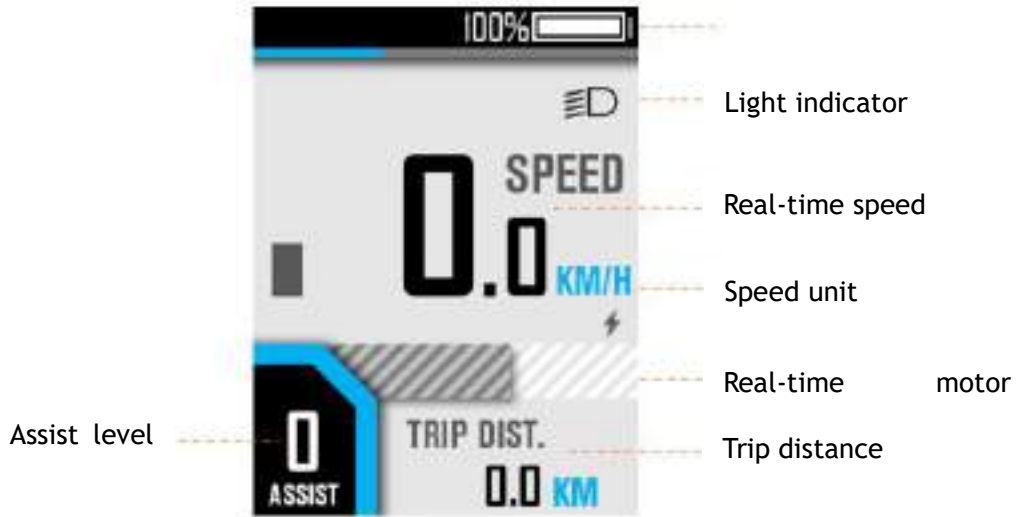 100%
Light indicator
SPEED
Real-time speed
0.0 KM/H
Speed unit
Real-time motor
Assist level
0
ASSIST
TRIP DIST.
Trip distance
0.0 KM